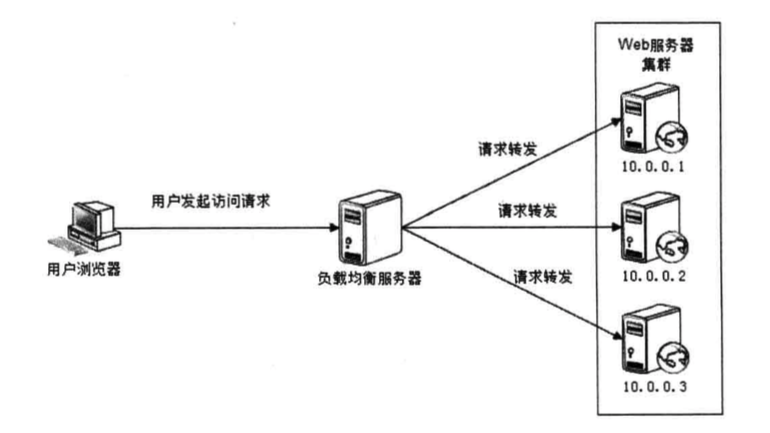 Web服务器
集群
请求转发
10.0.0.1
用户发起访问请求
请求转发
用户浏览器
负载均衡服务器
10.0.0.2
请求转发
10.0.0.3